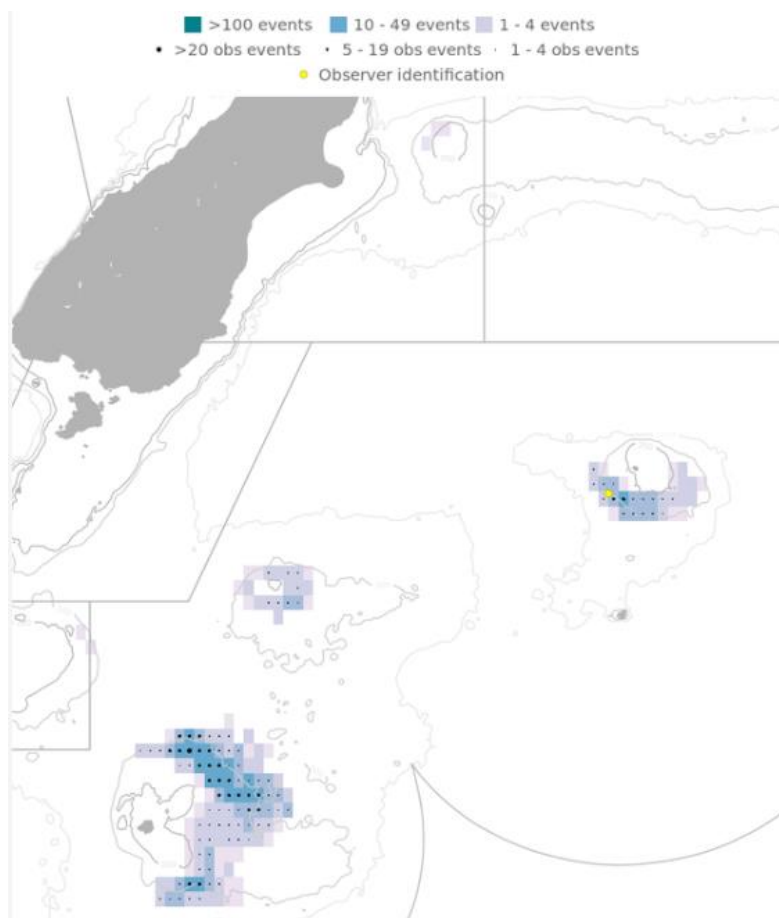 >100 events 10 - 49 events 1 - 4 events
>20 obs events 5 - 19 obs events 1 - 4 obs events
Observer identification